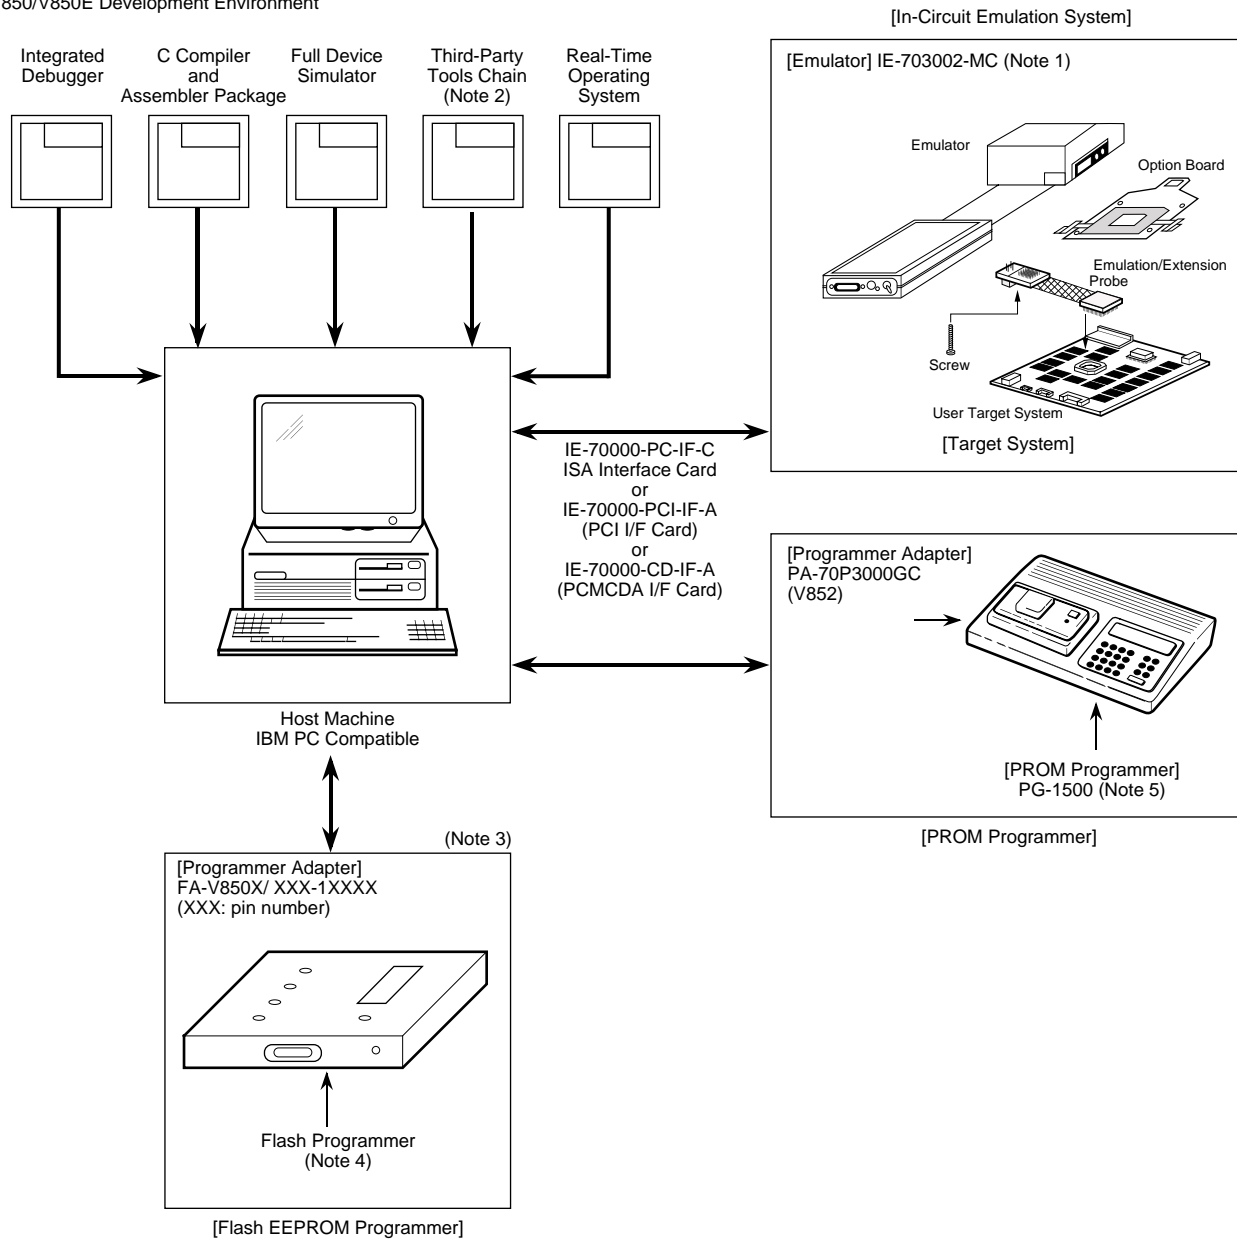 850/V850E Development Environment
[In-Circuit Emulation System]
Integrated
Debugger
C Compiler
and
Assembler Package
Full Device
Simulator
Third-Party
Tools Chain
(Note 2)
Real-Time
Operating
System
[Emulator] IE-703002-MC (Note 1)
Emulator
Option Board
Emulation/Extension
Probe
Screw
User Target System
[Target System]
IE-70000-PC-IF-C
ISA Interface Card
or
IE-70000-PCI-IF-A
(PCI I/F Card)
or
IE-70000-CD-IF-A
(PCMCDA I/F Card)
[Programmer Adapter]
PA-70P3000GC
(V852)
[PROM Programmer]
PG-1500 (Note 5)
[PROM Programmer]
Host Machine
IBM PC Compatible
(Note 3)
[Programmer Adapter]
FA-V850X/ XXX-1XXXX
(XXX: pin number)
Flash Programmer
(Note 4)
[Flash EEPROM Programmer]